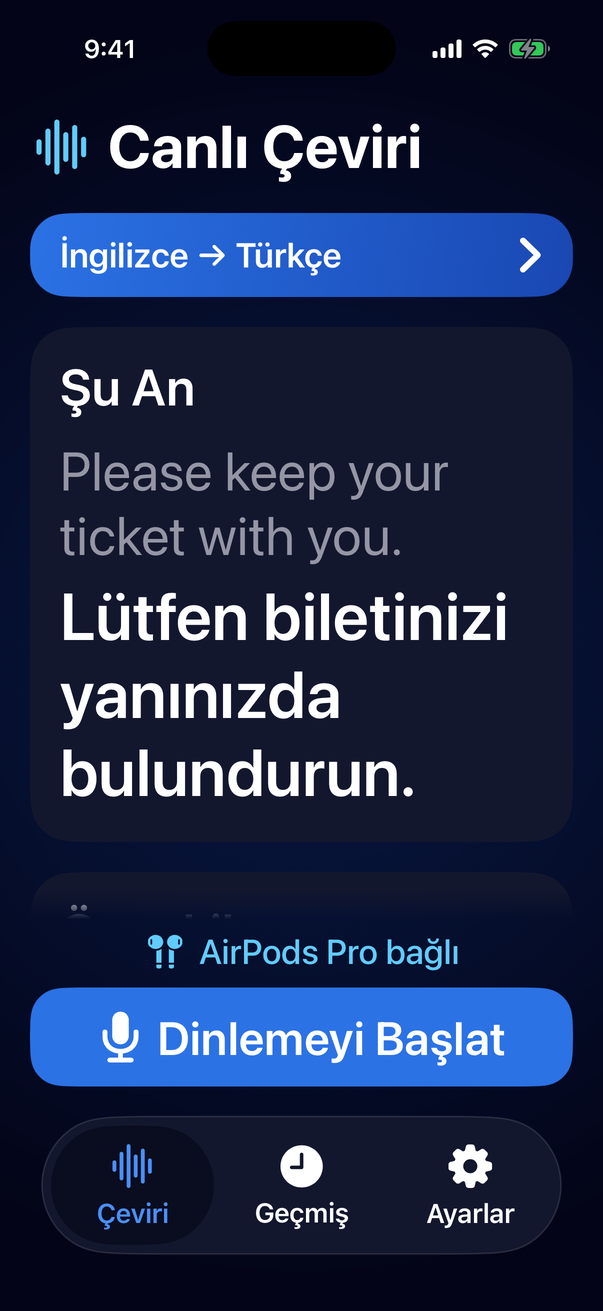 9:41
Canlı Çeviri
İngilizce → Türkçe
Şu An
Please keep your
ticket with you.
Lütfen biletinizi
yanınızda
bulundurun.
AirPods Pro bağlı
Dinlemeyi Başlat
Çeviri
Geçmiş
Ayarlar